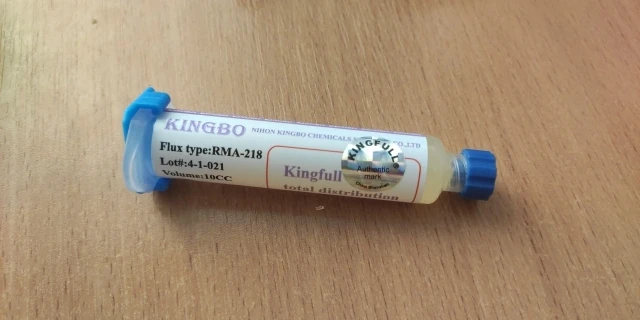 KINGBO NIHON KINGBO CHEMICALS CO.,LTD
Flux type:RMA-218
Lot#:4-1-021
Volume:10CC
Kingfull
total distribution
KINGFULL®
Authentic
mark